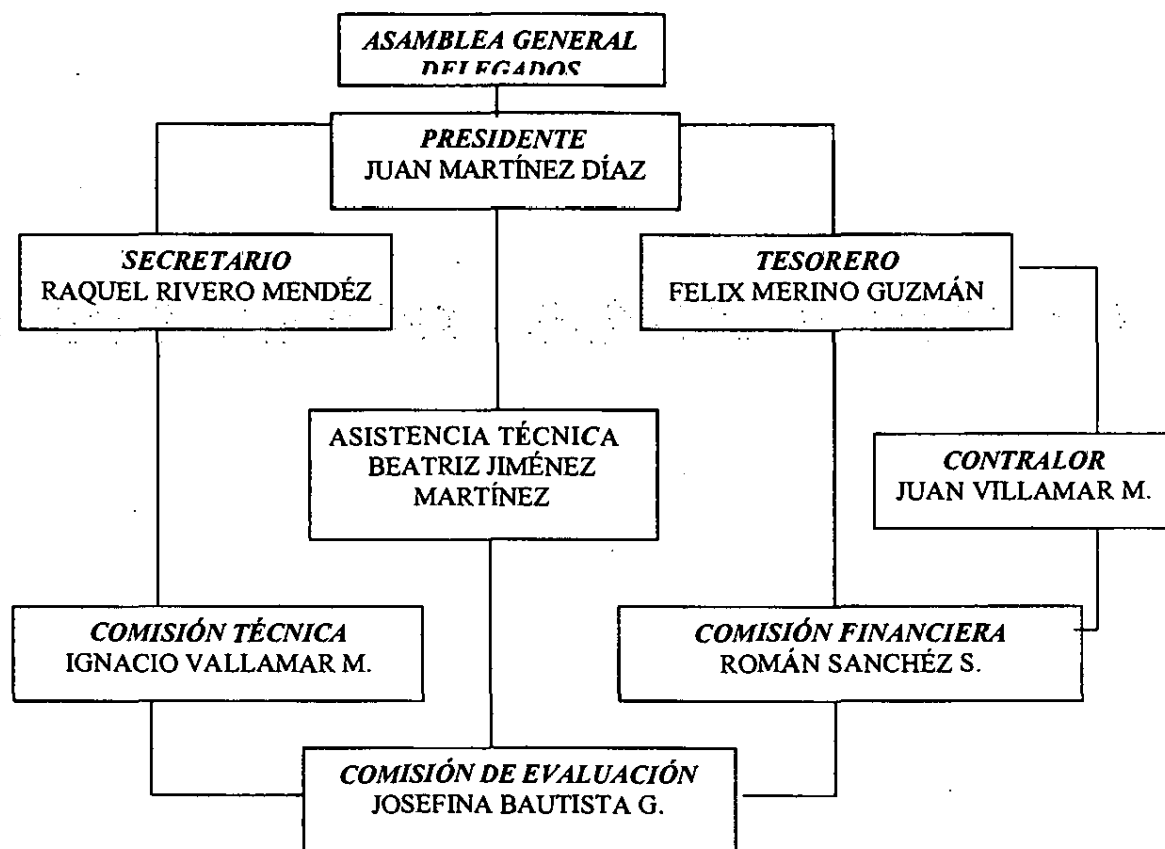 ASAMBLEA GENERAL
DELEGADOS
PRESIDENTE
JUAN MARTÍNEZ DÍAZ
SECRETARIO
RAQUEL RIVERO MENDÉZ
TESORERO
FELIX MERINO GUZMÁN
ASISTENCIA TÉCNICA
BEATRIZ JIMÉNEZ
MARTÍNEZ
CONTRALOR
JUAN VILLAMAR M.
COMISIÓN TÉCNICA
IGNACIO VALLAMAR M.
COMISIÓN FINANCIERA
ROMÁN SANCHÉZ S.
COMISIÓN DE EVALUACIÓN
JOSEFINA BAUTISTA G.